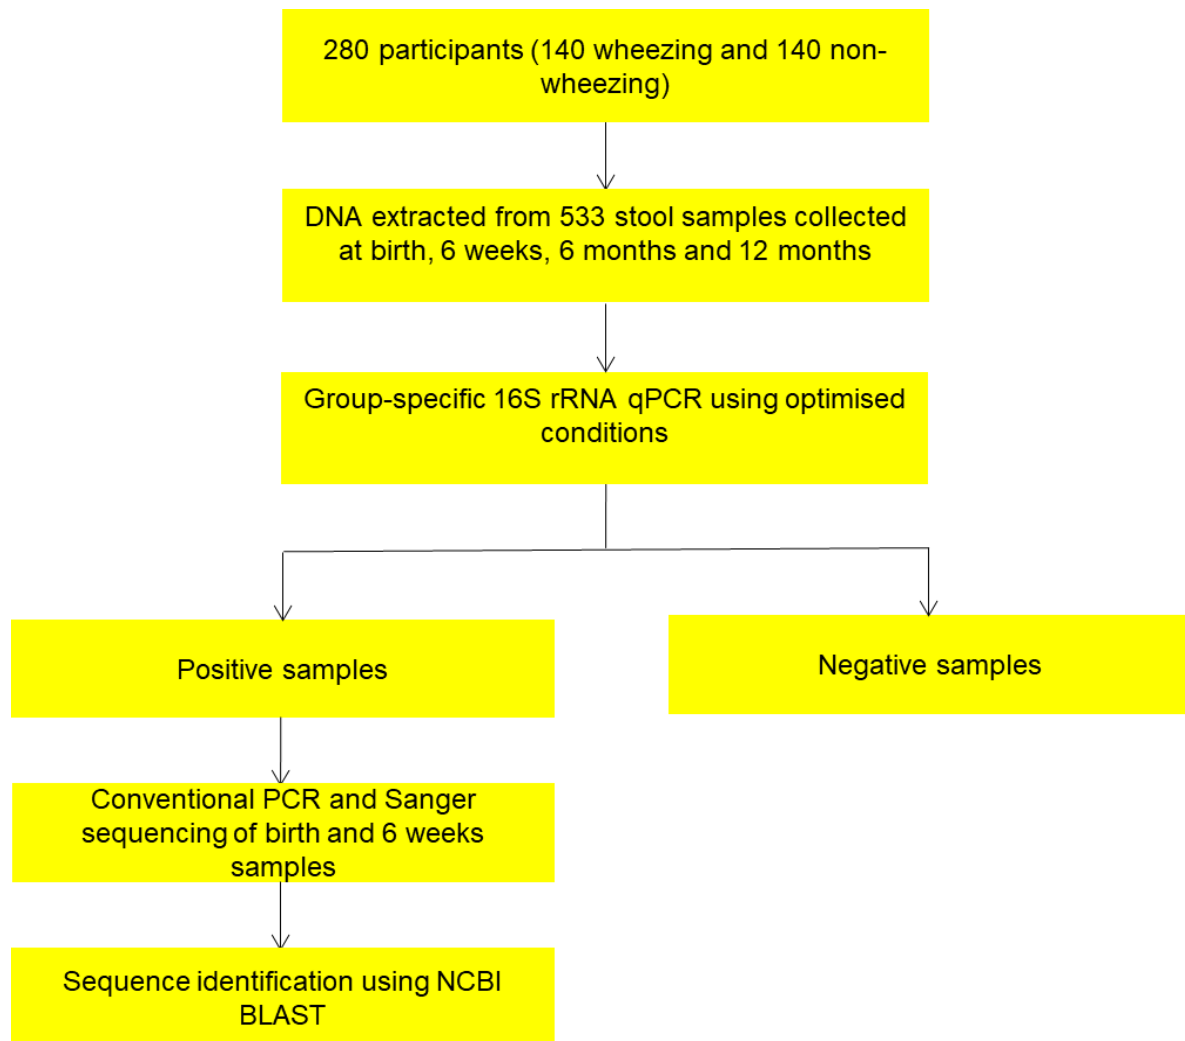 280 participants (140 wheezing and 140 non-
wheezing)
DNA extracted from 533 stool samples collected
at birth, 6 weeks, 6 months and 12 months
Group-specific 16S rRNA qPCR using optimised
conditions
Positive samples
Negative samples
Conventional PCR and Sanger
sequencing of birth and 6 weeks
samples
Sequence identification using NCBI
BLAST